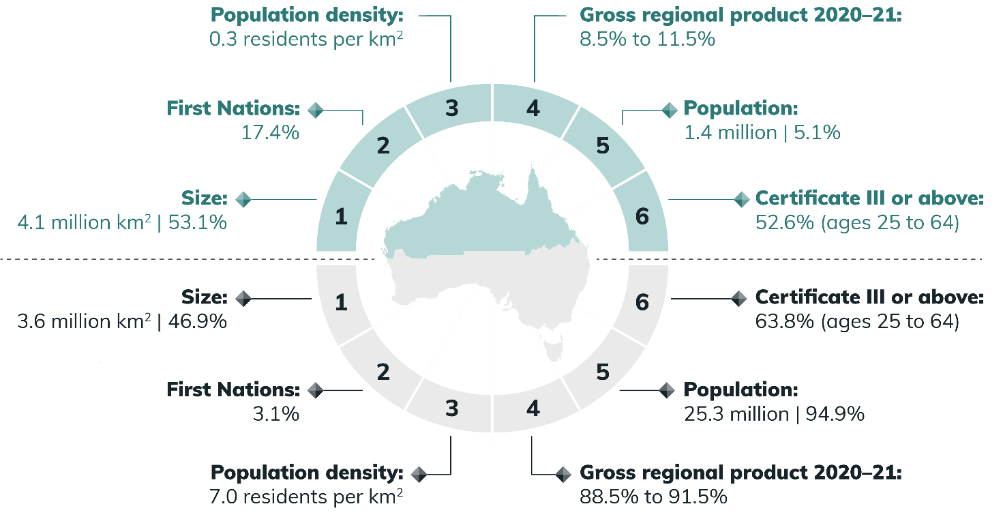 Population density:
0.3 residents per km²
Gross regional product 2020–21:
8.5% to 11.5%
First Nations:
17.4%
Population:
1.4 million | 5.1%
Size:
4.1 million km² | 53.1%
Certificate III or above:
52.6% (ages 25 to 64)
1
2
3
4
5
6
Size:
3.6 million km² | 46.9%
Certificate III or above:
63.8% (ages 25 to 64)
First Nations:
3.1%
Population:
25.3 million | 94.9%
Population density:
7.0 residents per km²
Gross regional product 2020–21:
88.5% to 91.5%
1
2
3
4
5
6